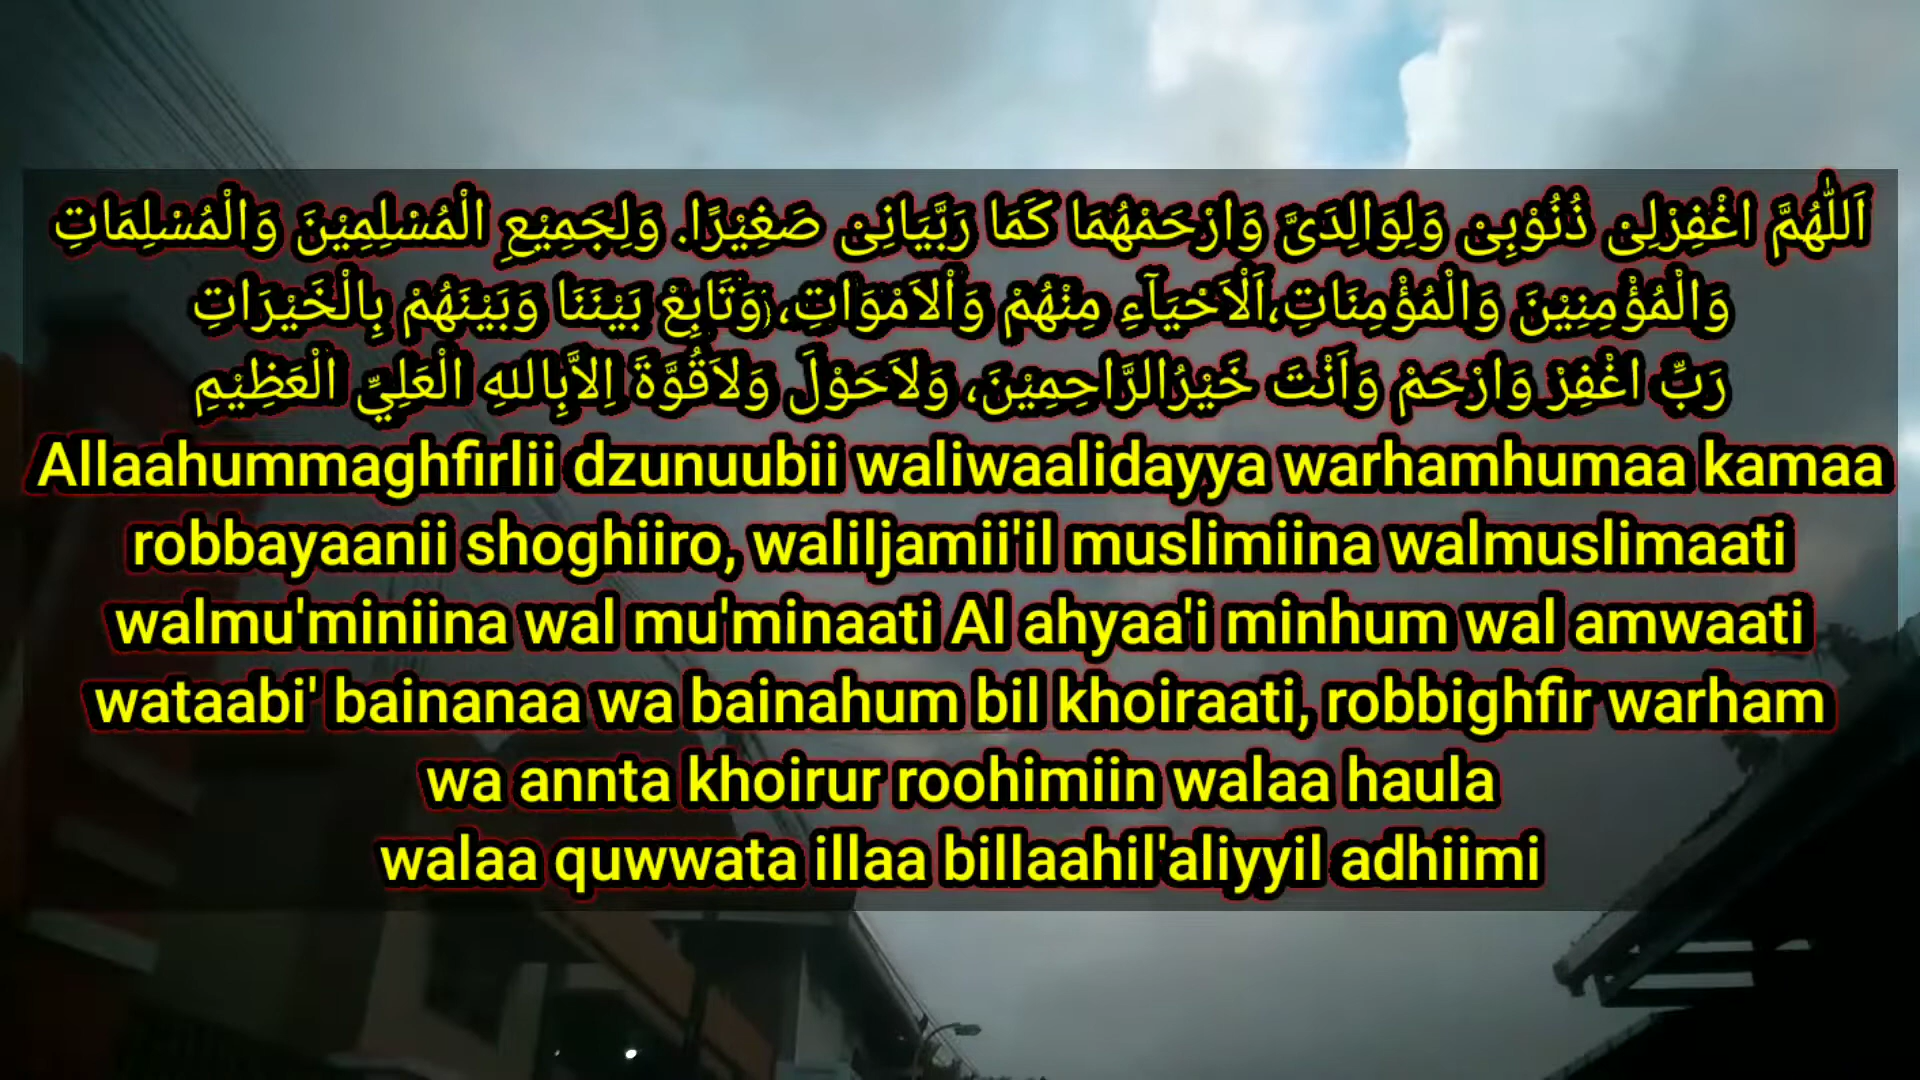 اَللّٰهُمَّ اغْفِرْلِىْ ذُنُوْبِىْ وَلِوَالِدَىَّ وَارْحَمْهُمَا كَمَا رَبَّيَانِىْ صَغِيْرًا. وَلِجَمِيْعِ الْمُسْلِمِيْنَ وَالْمُسْلِمَاتِ
وَالْمُؤْمِنِيْنَ وَالْمُؤْمِنَاتِ،اَلْاَحْيَآءِ مِنْهُمْ وَاْلاَمْوَاتِ،﴿وَتَابِعْ بَيْنَنَا وَبَيْنَهُمْ بِالْخَيْرَاتِ
رَبِّ اغْفِرْ وَارْحَمْ وَاَنْتَ خَيْرُالرَّاحِمِيْنَ، وَلاَحَوْلَ وَلاَقُوَّةَ اِلاَّبِاللهِ الْعَلِيِّ الْعَظِيْمِ
Allaahummaghfirlii dzunuubii waliwaalidayya warhamhumaa kamaa
robbayaanii shoghiiro, waliljamii'il muslimiina walmuslimaati
walmu'miniina wal mu'minaati Al ahyaa'i minhum wal amwaati
wataabi' bainanaa wa bainahum bil khoiraati, robbighfir warham
wa annta khoirur roohimiin walaa haula
walaa quwwata illaa billaahil'aliyyil adhiimi